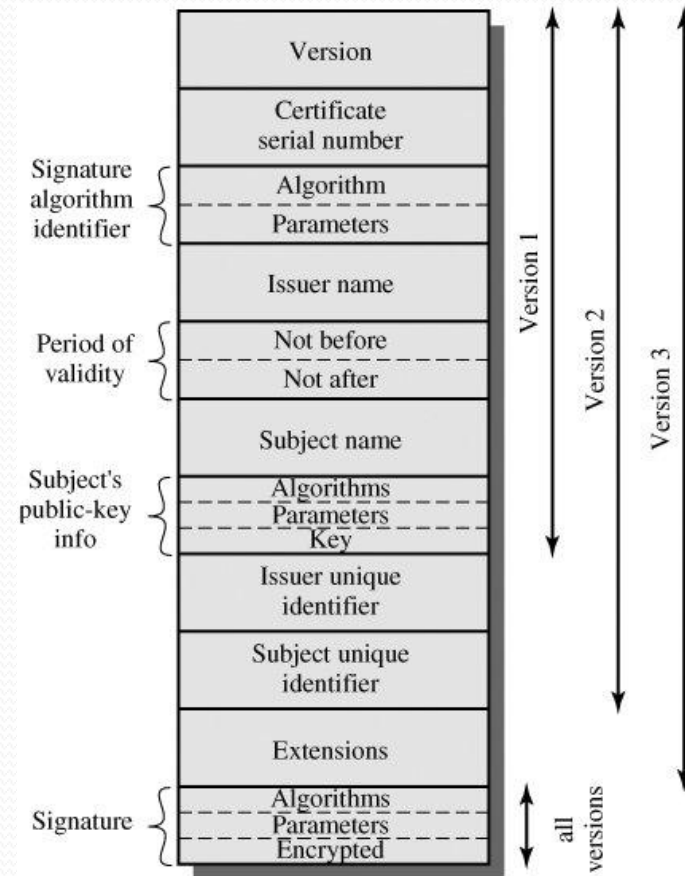 Version
Certificate
serial number
Signature
algorithm
identifier
Algorithm
Parameters
Issuer name
Period of
validity
Not before
Not after
Subject name
Subject's
public-key
info
Algorithms
Parameters
Key
Issuer unique
identifier
Subject unique
identifier
Extensions
Signature
Algorithms
Parameters
Encrypted
Version 1
Version 2
Version 3
all
versions